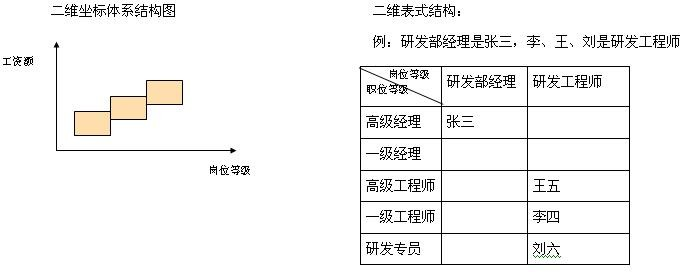 二维坐标体系结构图
工资额
岗位等级
二维表式结构：
例：研发部经理是张三，李、王、刘是研发工程师
岗位等级
职位等级
研发部经理
研发工程师
高级经理
张三
一级经理
高级工程师
王五
一级工程师
李四
研发专员
刘六